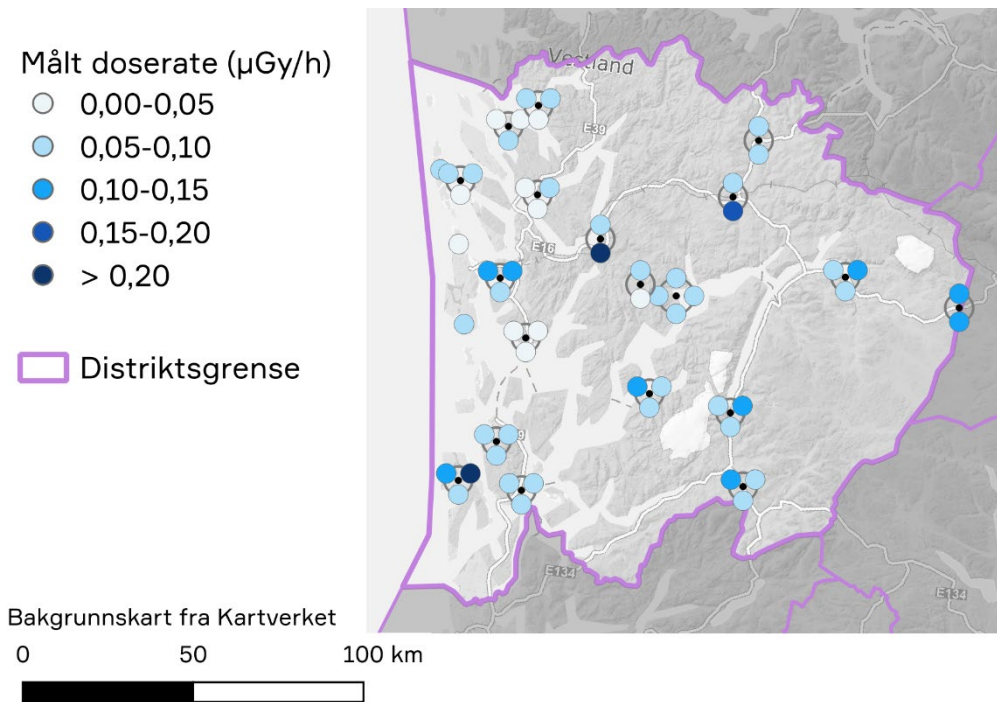 Målt doserate (µGy/h)
0,00-0,05
0,05-0,10
0,10-0,15
0,15-0,20
> 0,20
Distriktsgrense
Bakgrunnskart fra Kartverket
0 50 100 km
Vestland
E39
E16
E134
E134